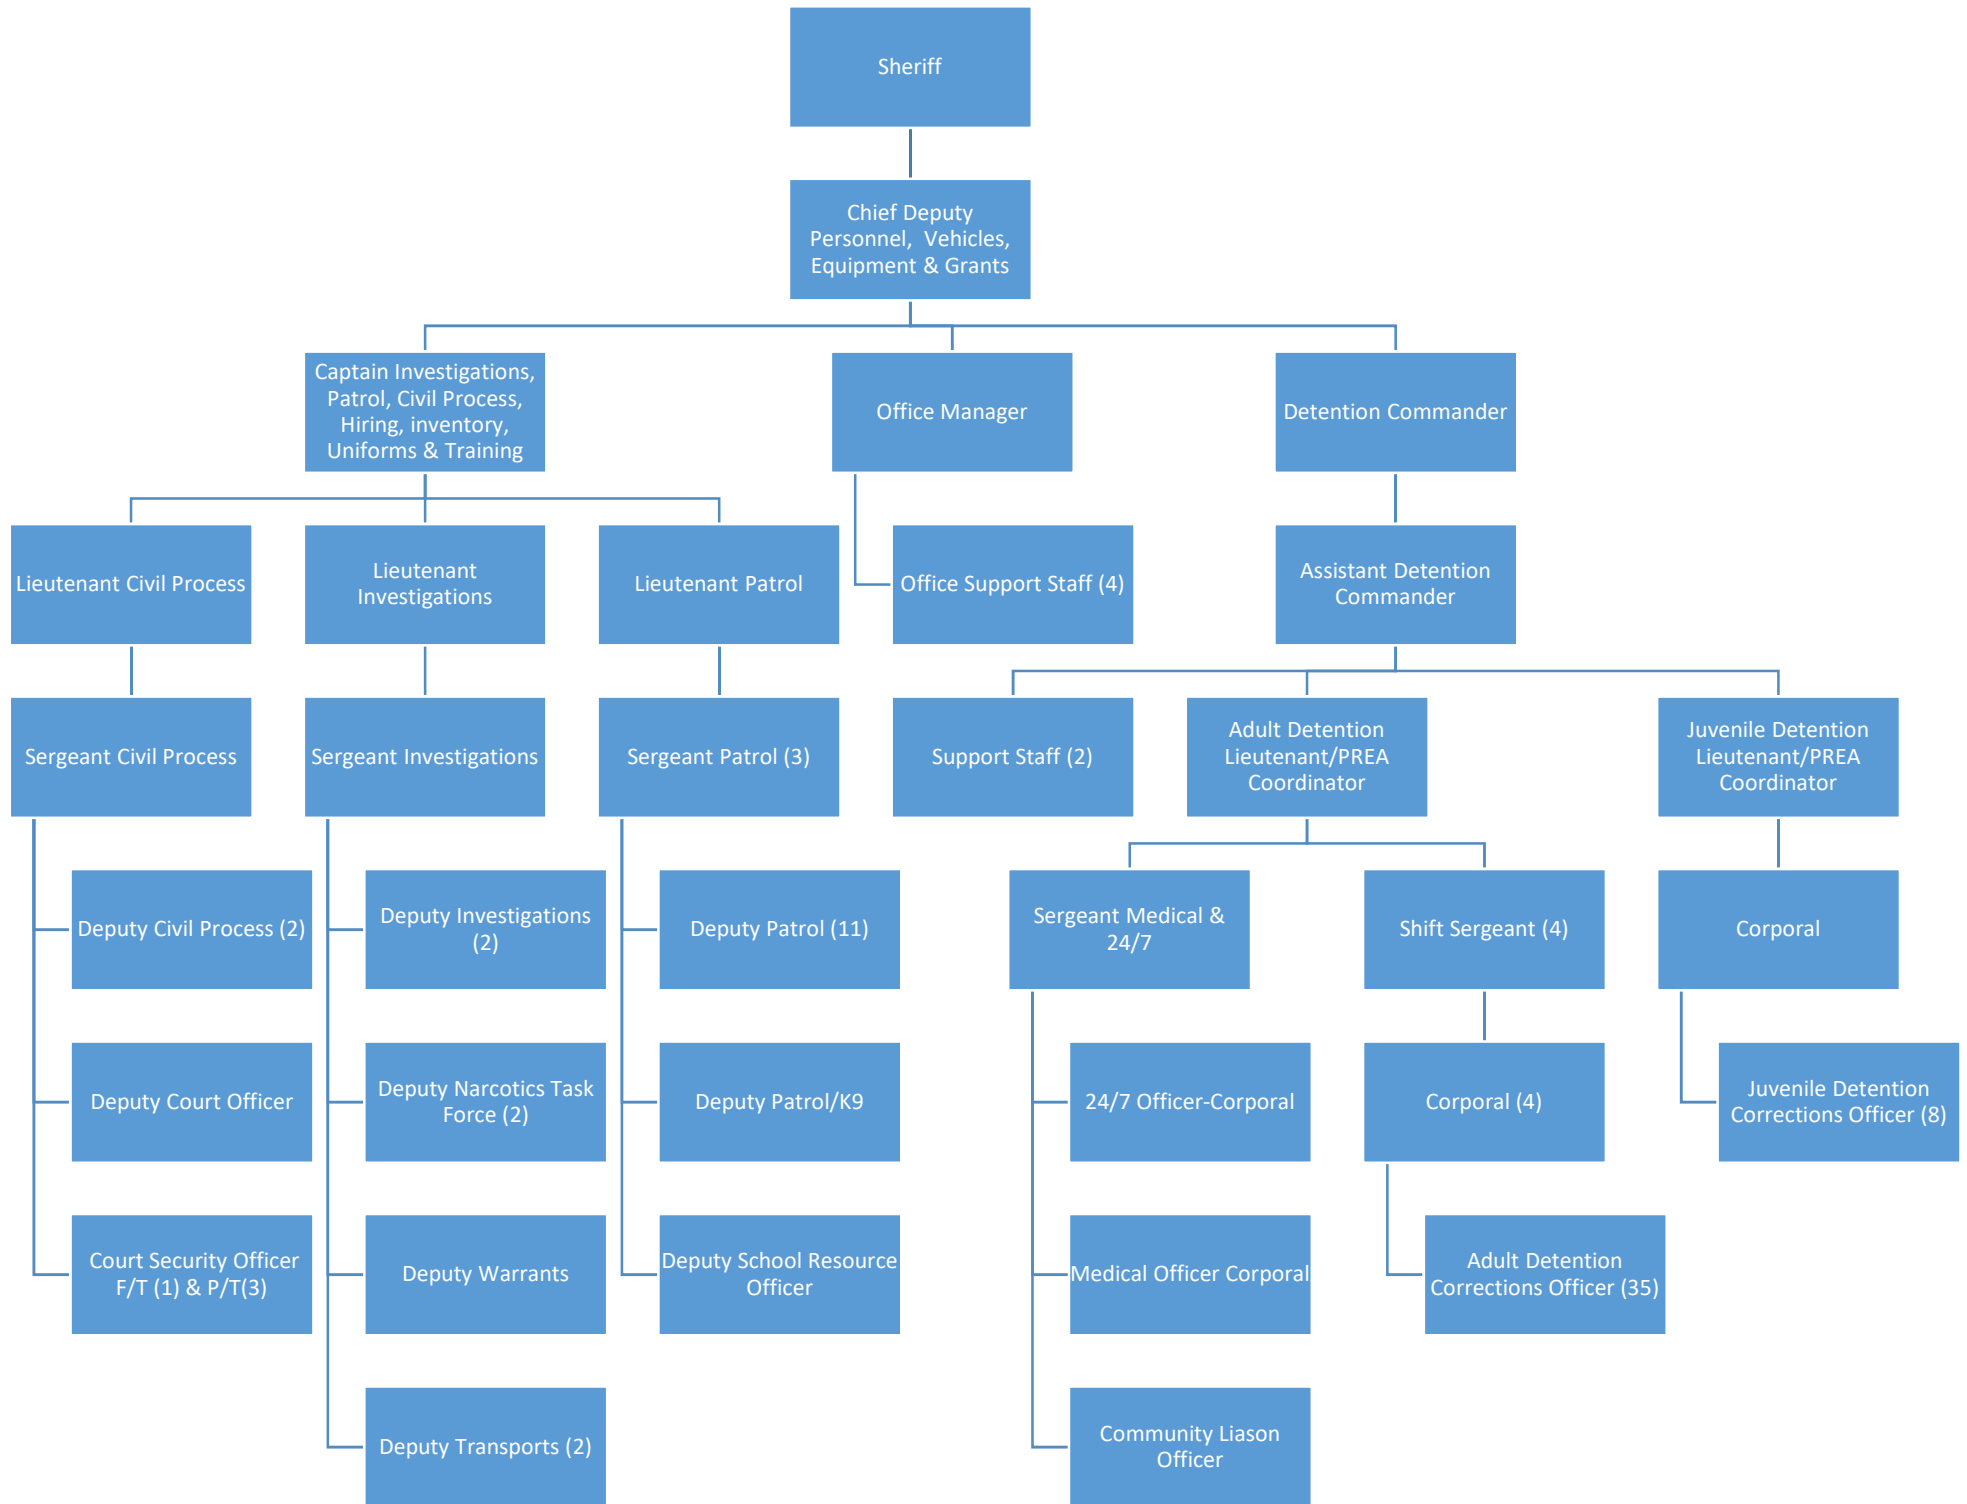 Sheriff
Chief Deputy
Personnel, Vehicles,
Equipment & Grants
Captain Investigations,
Patrol, Civil Process,
Hiring, inventory,
Uniforms & Training
Office Manager
Detention Commander
Lieutenant Civil Process
Lieutenant
Investigations
Lieutenant Patrol
Office Support Staff (4)
Assistant Detention
Commander
Sergeant Civil Process
Sergeant Investigations
Sergeant Patrol (3)
Support Staff (2)
Adult Detention
Lieutenant/PREA
Coordinator
Juvenile Detention
Lieutenant/PREA
Coordinator
Deputy Civil Process (2)
Deputy Investigations
(2)
Deputy Patrol (11)
Sergeant Medical &
24/7
Shift Sergeant (4)
Corporal
Deputy Court Officer
Deputy Narcotics Task
Force (2)
Deputy Patrol/K9
24/7 Officer-Corporal
Corporal (4)
Juvenile Detention
Corrections Officer (8)
Court Security Officer
F/T (1) & P/T(3)
Deputy Warrants
Deputy School Resource
Officer
Medical Officer Corporal
Adult Detention
Corrections Officer (35)
Deputy Transports (2)
Community Liason
Officer